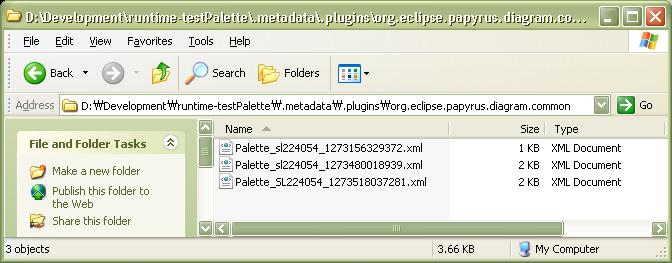 D:\Development\runtime-testPalette\.metadata\.plugins\org.eclipse.papyrus.diagram.co...
File Edit View Favorites Tools Help
Back Search Folders
Address D:₩Development₩runtime-testPalette₩.metadata₩.plugins₩org.eclipse.papyrus.diagram.common Go
File and Folder Tasks
Make a new folder
Publish this folder to
the Web
Share this folder
Name Size Type
Palette_sl224054_1273156329372.xml 1 KB XML Document
Palette_sl224054_1273480018939.xml 2 KB XML Document
Palette_SL224054_1273518037281.xml 2 KB XML Document
3 objects 3.66 KB My Computer